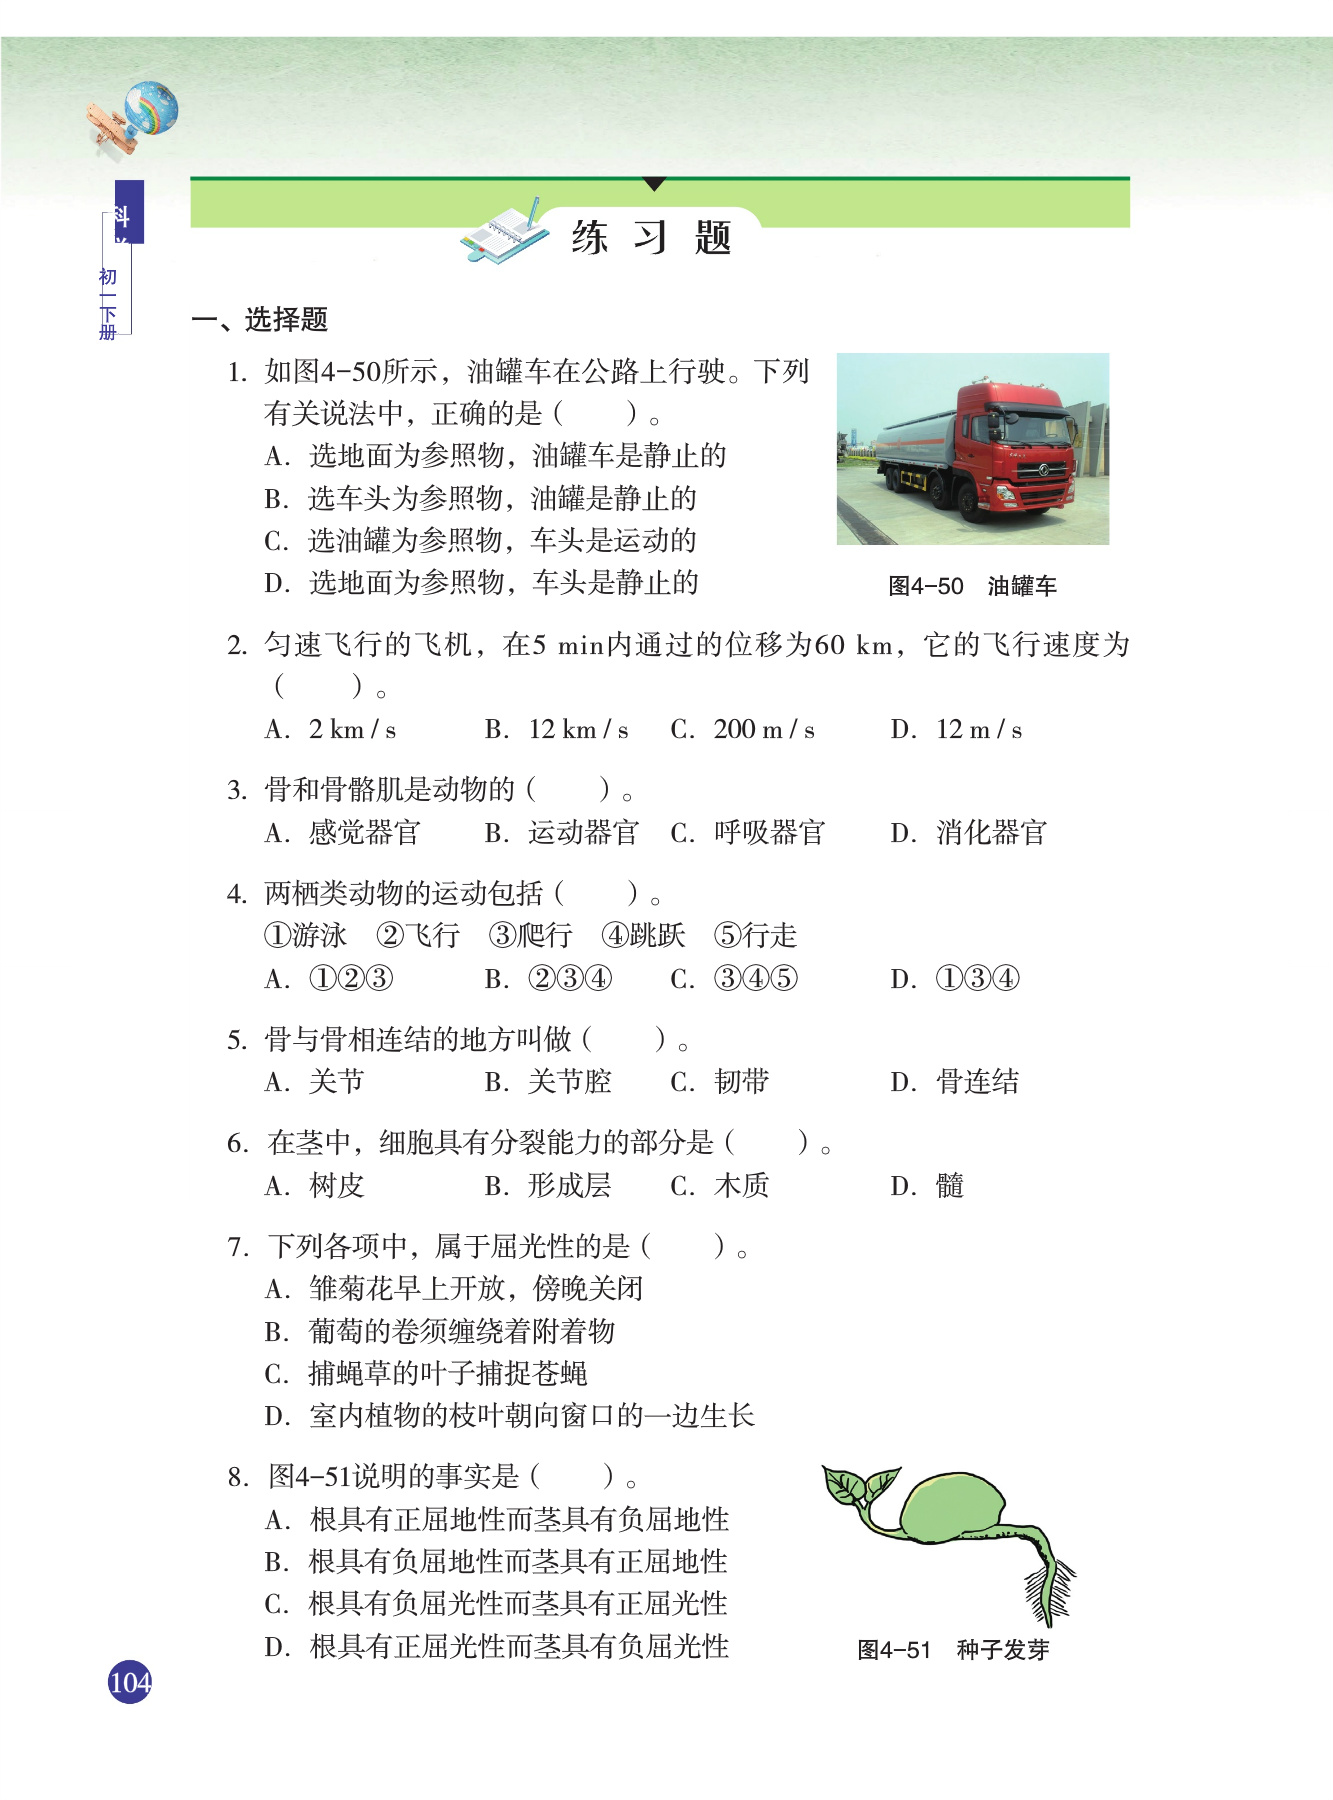 科
初一下册
练 习 题
一、选择题
1. 如图4-50所示，油罐车在公路上行驶。下列
有关说法中，正确的是（　　）。
A. 选地面为参照物，油罐车是静止的
B. 选车头为参照物，油罐是静止的
C. 选油罐为参照物，车头是运动的
D. 选地面为参照物，车头是静止的
图4-50　油罐车
2. 匀速飞行的飞机，在5 min内通过的位移为60 km，它的飞行速度为
（　　）。
A. 2 km / s　B. 12 km / s　C. 200 m / s　D. 12 m / s
3. 骨和骨骼肌是动物的（　　）。
A. 感觉器官　B. 运动器官　C. 呼吸器官　D. 消化器官
4. 两栖类动物的运动包括（　　）。
①游泳　②飞行　③爬行　④跳跃　⑤行走
A. ①②③　B. ②③④　C. ③④⑤　D. ①③④
5. 骨与骨相连结的地方叫做（　　）。
A. 关节　B. 关节腔　C. 韧带　D. 骨连结
6. 在茎中，细胞具有分裂能力的部分是（　　）。
A. 树皮　B. 形成层　C. 木质　D. 髓
7. 下列各项中，属于屈光性的是（　　）。
A. 雏菊花早上开放，傍晚关闭
B. 葡萄的卷须缠绕着附着物
C. 捕蝇草的叶子捕捉苍蝇
D. 室内植物的枝叶朝向窗口的一边生长
8. 图4-51说明的事实是（　　）。
A. 根具有正屈地性而茎具有负屈地性
B. 根具有负屈地性而茎具有正屈地性
C. 根具有负屈光性而茎具有正屈光性
D. 根具有正屈光性而茎具有负屈光性
图4-51　种子发芽
104